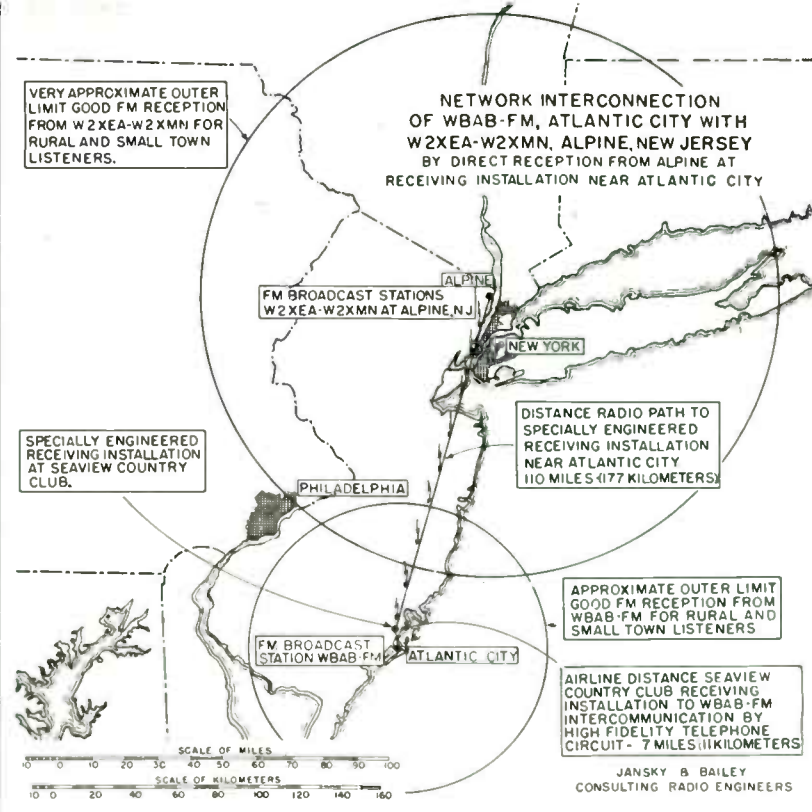 VERY APPROXIMATE OUTER
LIMIT GOOD FM RECEPTION
FROM W2XEA-W2XMN FOR
RURAL AND SMALL TOWN
LISTENERS.
NETWORK INTERCONNECTION
OF WBAB-FM, ATLANTIC CITY WITH
W2XEA-W2XMN, ALPINE, NEW JERSEY
BY DIRECT RECEPTION FROM ALPINE AT
RECEIVING INSTALLATION NEAR ATLANTIC CITY
ALPINE
FM BROADCAST STATIONS
W2XEA-W2XMN AT ALPINE, NJ
NEW YORK
DISTANCE RADIO PATH TO
SPECIALLY ENGINEERED
RECEIVING INSTALLATION
NEAR ATLANTIC CITY
110 MILES (177 KILOMETERS)
SPECIALLY ENGINEERED
RECEIVING INSTALLATION
AT SEAVIEW COUNTRY
CLUB.
PHILADELPHIA
APPROXIMATE OUTER LIMIT
GOOD FM RECEPTION FROM
WBAB-FM FOR RURAL AND
SMALL TOWN LISTENERS
FM BROADCAST
STATION WBAB-FM
ATLANTIC CITY
AIRLINE DISTANCE SEAVIEW
COUNTRY CLUB RECEIVING
INSTALLATION TO WBAB-FM
INTERCOMMUNICATION BY
HIGH FIDELITY TELEPHONE
CIRCUIT - 7 MILES (11 KILOMETERS)
SCALE OF MILES
10 0 10 20 30 40 50 60 70 80 90 100
SCALE OF KILOMETERS
10 0 20 40 60 80 100 120 140 160
JANSKY & BAILEY
CONSULTING RADIO ENGINEERS